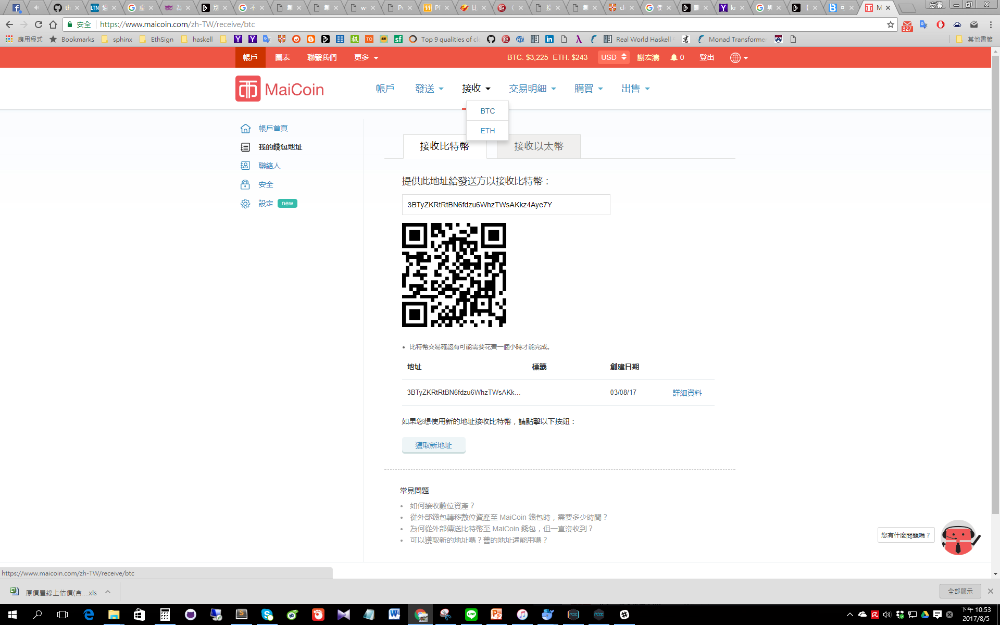 安全 https://www.maicoin.com/zh-TW/receive/btc
327
應用程式 Bookmarks sphinx EthSign haskell Top 9 qualities of cl Real World Haskell Monad Transforme 其他書籤
帳戶 圖表 聯繫我們 更多 BTC: $3,225 ETH: $243 USD 謝宏濤 0 登出
MaiCoin 帳戶 發送 接收 交易明細 購買 出售
BTC
ETH
帳戶首頁
我的錢包地址
聯絡人
安全
設定 new
接收比特幣 接收以太幣
提供此地址給發送方以接收比特幣：
3BTyZKRtRtBN6fdzu6WhzTWsAKkz4Aye7Y
比特幣交易確認有可能需要花費一個小時才能完成。
地址 標籤 創建日期
3BTyZKRtRtBN6fdzu6WhzTWsAKk... 03/08/17 詳細資料
如果您想使用新的地址接收比特幣，請點擊以下按鈕：
獲取新地址
常見問題
如何接收數位資產？
從外部錢包轉移數位資產至 MaiCoin 錢包時，需要多少時間？
為何從外部傳送比特幣至 MaiCoin 錢包，但一直沒收到？
可以獲取新的地址嗎？舊的地址還能用嗎？
您有什麼問題嗎？
https://www.maicoin.com/zh-TW/receive/btc
原價屋線上估價(含....xls 全部顯示
下午 10:53
2017/8/5